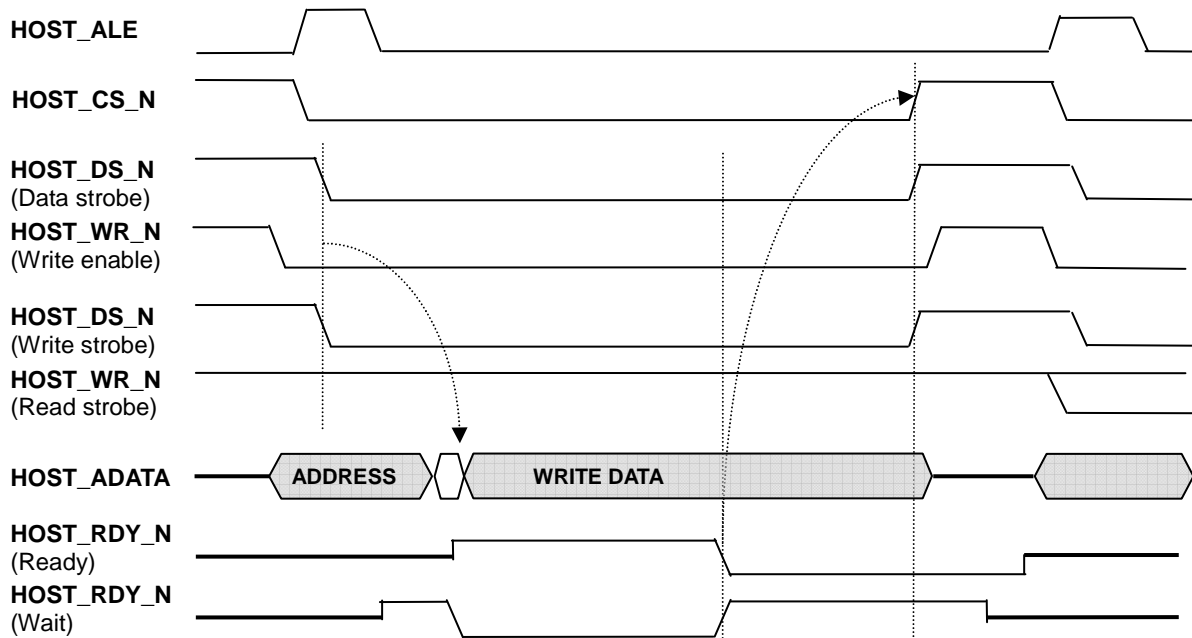 HOST_ALE
HOST_CS_N
HOST_DS_N
(Data strobe)
HOST_WR_N
(Write enable)
HOST_DS_N
(Write strobe)
HOST_WR_N
(Read strobe)
HOST_ADATA
ADDRESS
WRITE DATA
HOST_RDY_N
(Ready)
HOST_RDY_N
(Wait)